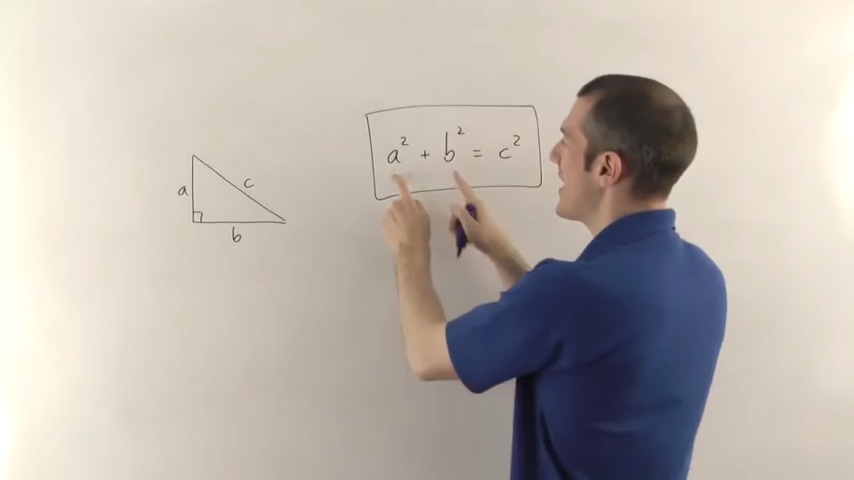 a² + b² = c²
a
c
b